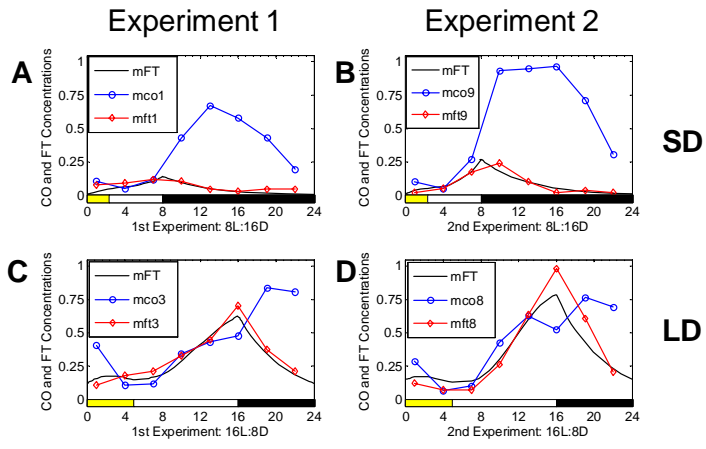 Experiment 1 Experiment 2
A
CO and FT Concentrations
1
0.75
0.5
0.25
0
mFT
mco1
mft1
0 4 8 12 16 20 24
1st Experiment: 8L:16D
B
CO and FT Concentrations
1
0.75
0.5
0.25
0
mFT
mco9
mft9
0 4 8 12 16 20 24
2nd Experiment: 8L:16D
SD
C
CO and FT Concentrations
1
0.75
0.5
0.25
0
mFT
mco3
mft3
0 4 8 12 16 20 24
1st Experiment: 16L:8D
D
CO and FT Concentrations
1
0.75
0.5
0.25
0
mFT
mco8
mft8
0 4 8 12 16 20 24
2nd Experiment: 16L:8D
LD